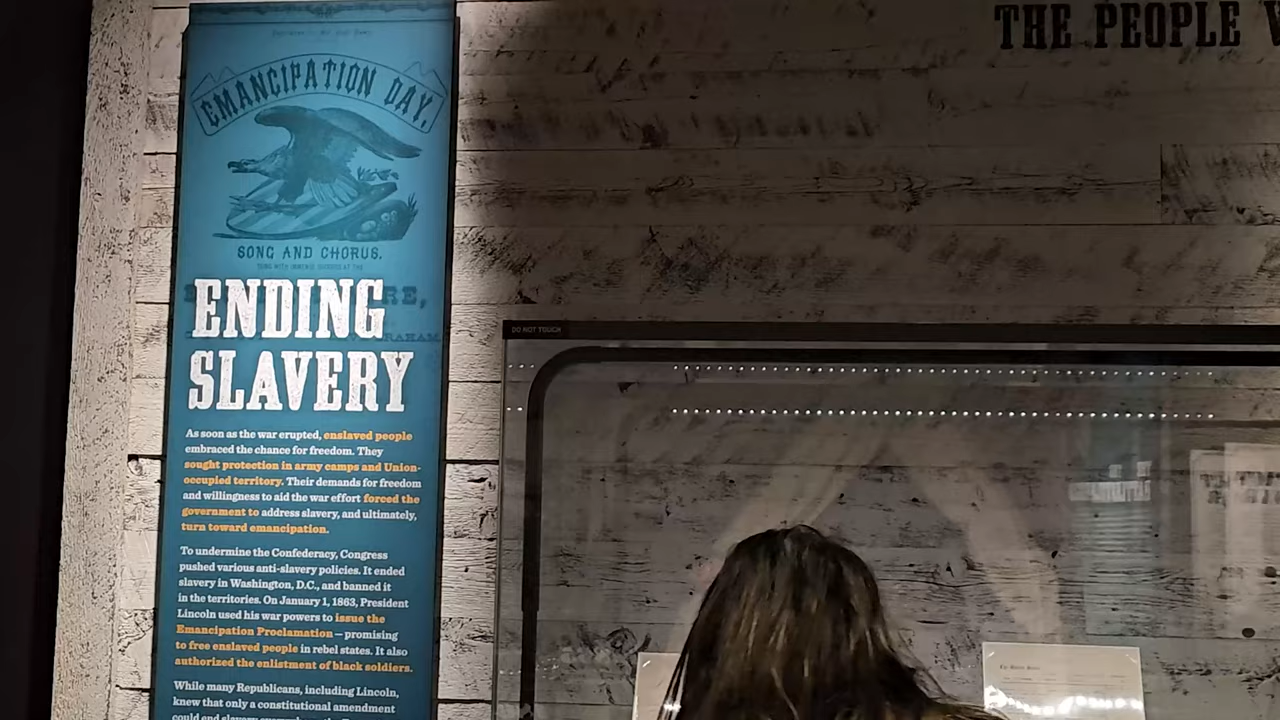 EMANCIPATION DAY.
SONG AND CHORUS.
ENDING
SLAVERY
As soon as the war erupted, enslaved people
embraced the chance for freedom. They
sought protection in army camps and Union-
occupied territory. Their demands for freedom
and willingness to aid the war effort forced the
government to address slavery, and ultimately,
turn toward emancipation.
To undermine the Confederacy, Congress
pushed various anti-slavery policies. It ended
slavery in Washington, D.C., and banned it
in the territories. On January 1, 1863, President
Lincoln used his war powers to issue the
Emancipation Proclamation – promising
to free enslaved people in rebel states. It also
authorized the enlistment of black soldiers.
While many Republicans, including Lincoln,
knew that only a constitutional amendment
could end slavery
THE PEOPLE
DO NOT TOUCH